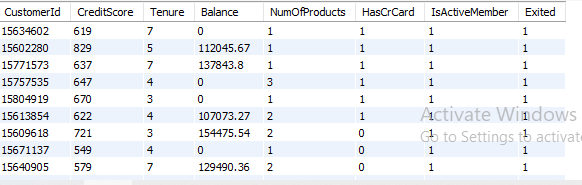 CustomerId CreditScore Tenure Balance NumOfProducts HasCrCard IsActiveMember Exited
15634602 619 7 0 1 1 1 1
15602280 829 5 112045.67 1 1 1 1
15771573 637 7 137843.8 1 1 1 1
15757535 647 4 0 3 1 1 1
15804919 670 3 0 1 1 1 1
15613854 622 4 107073.27 2 1 1 1
15609618 721 3 154475.54 2 0 1 1
15671137 549 4 0 1 0 1 1
15640905 579 7 129490.36 2 0 1 1
Activate Windows
Go to Settings to activate